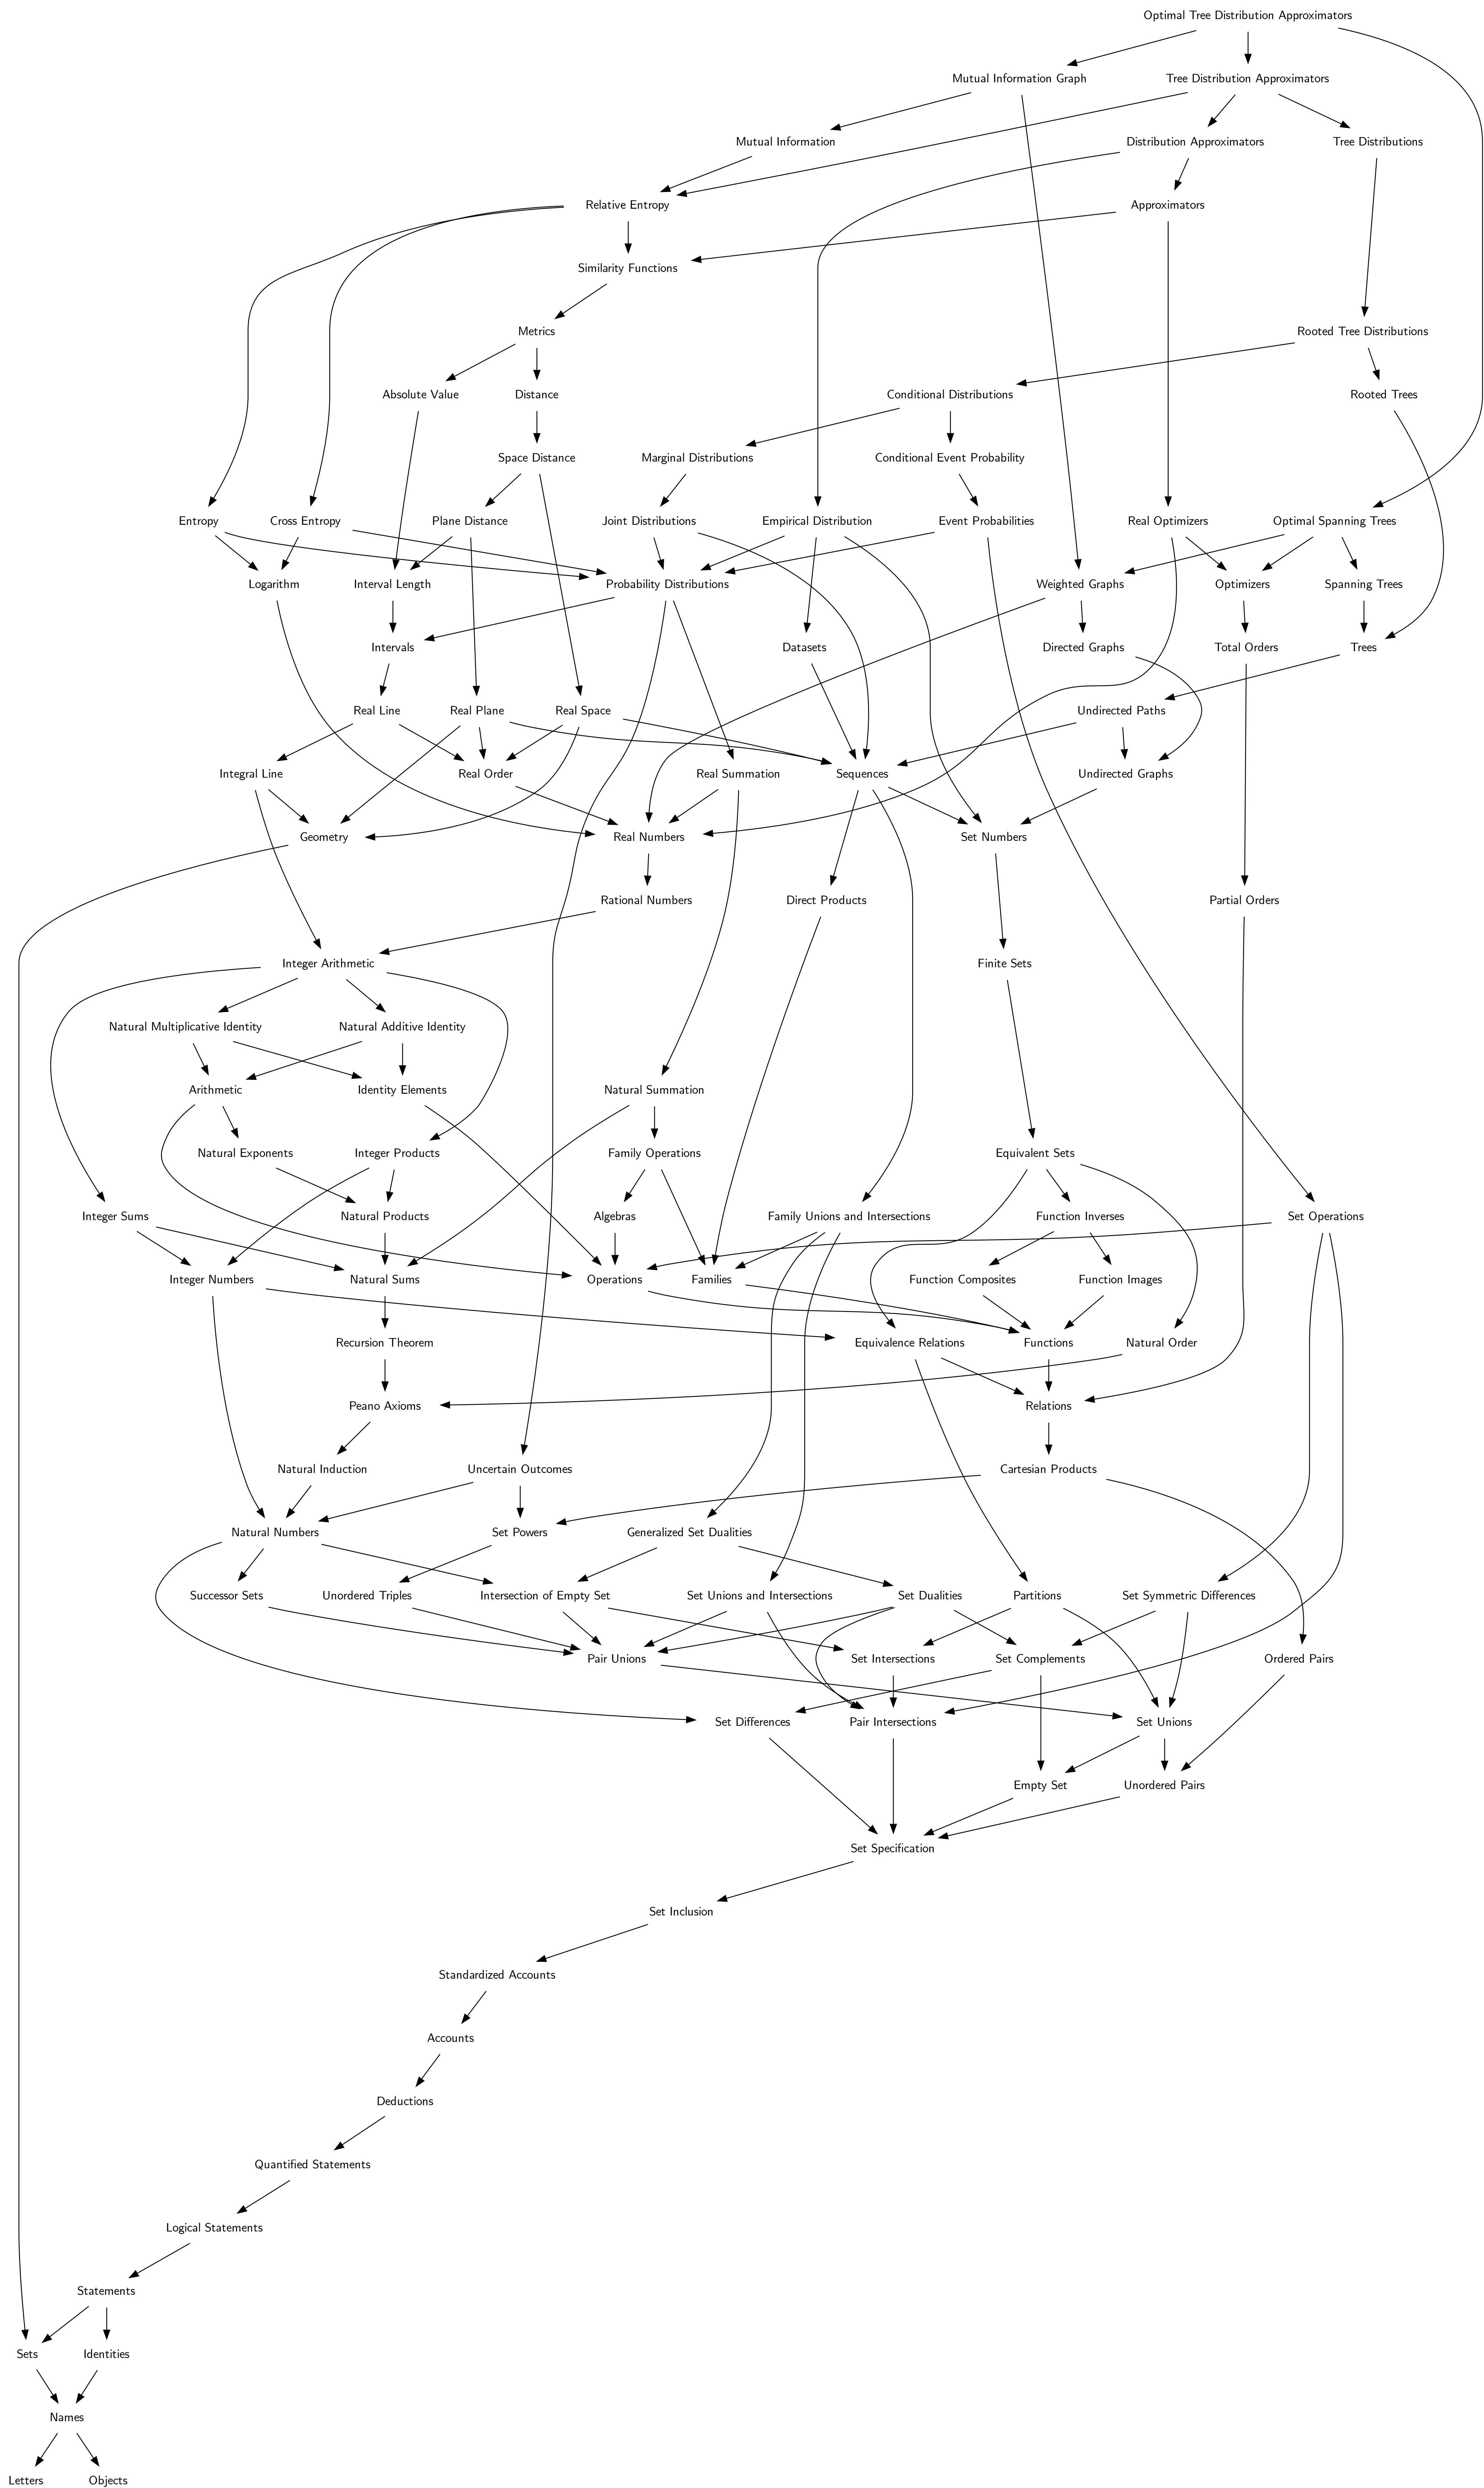 Optimal Tree Distribution Approximators
Mutual Information Graph
Tree Distribution Approximators
Mutual Information
Distribution Approximators
Tree Distributions
Relative Entropy
Approximators
Similarity Functions
Metrics
Rooted Tree Distributions
Absolute Value
Distance
Conditional Distributions
Rooted Trees
Space Distance
Marginal Distributions
Conditional Event Probability
Entropy
Cross Entropy
Plane Distance
Joint Distributions
Empirical Distribution
Event Probabilities
Real Optimizers
Optimal Spanning Trees
Logarithm
Interval Length
Probability Distributions
Weighted Graphs
Optimizers
Spanning Trees
Intervals
Datasets
Directed Graphs
Total Orders
Trees
Real Line
Real Plane
Real Space
Undirected Paths
Integral Line
Real Order
Real Summation
Sequences
Undirected Graphs
Geometry
Real Numbers
Set Numbers
Rational Numbers
Direct Products
Partial Orders
Integer Arithmetic
Finite Sets
Natural Multiplicative Identity
Natural Additive Identity
Arithmetic
Identity Elements
Natural Summation
Natural Exponents
Integer Products
Family Operations
Equivalent Sets
Integer Sums
Natural Products
Algebras
Family Unions and Intersections
Function Inverses
Set Operations
Integer Numbers
Natural Sums
Operations
Families
Function Composites
Function Images
Recursion Theorem
Equivalence Relations
Functions
Natural Order
Peano Axioms
Relations
Natural Induction
Uncertain Outcomes
Cartesian Products
Natural Numbers
Set Powers
Generalized Set Dualities
Successor Sets
Unordered Triples
Intersection of Empty Set
Set Unions and Intersections
Set Dualities
Partitions
Set Symmetric Differences
Pair Unions
Set Intersections
Set Complements
Ordered Pairs
Set Differences
Pair Intersections
Set Unions
Empty Set
Unordered Pairs
Set Specification
Set Inclusion
Standardized Accounts
Accounts
Deductions
Quantified Statements
Logical Statements
Statements
Sets
Identities
Names
Letters
Objects